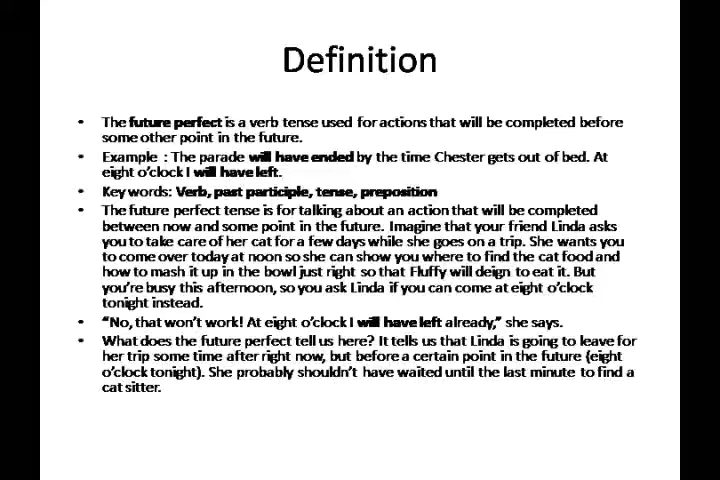 Definition
• The future perfect is a verb tense used for actions that will be completed before
some other point in the future.
• Example : The parade will have ended by the time Chester gets out of bed. At
eight o’clock I will have left.
• Key words: Verb, past participle, tense, preposition
• The future perfect tense is for talking about an action that will be completed
between now and some point in the future. Imagine that your friend Linda asks
you to take care of her cat for a few days while she goes on a trip. She wants you
to come over today at noon so she can show you where to find the cat food and
how to mash it up in the bowl just right so that Fluffy will deign to eat it. But
you’re busy this afternoon, so you ask Linda if you can come at eight o’clock
tonight instead.
• “No, that won’t work! At eight o’clock I will have left already,” she says.
• What does the future perfect tell us here? It tells us that Linda is going to leave for
her trip some time after right now, but before a certain point in the future (eight
o’clock tonight). She probably shouldn’t have waited until the last minute to find a
cat sitter.